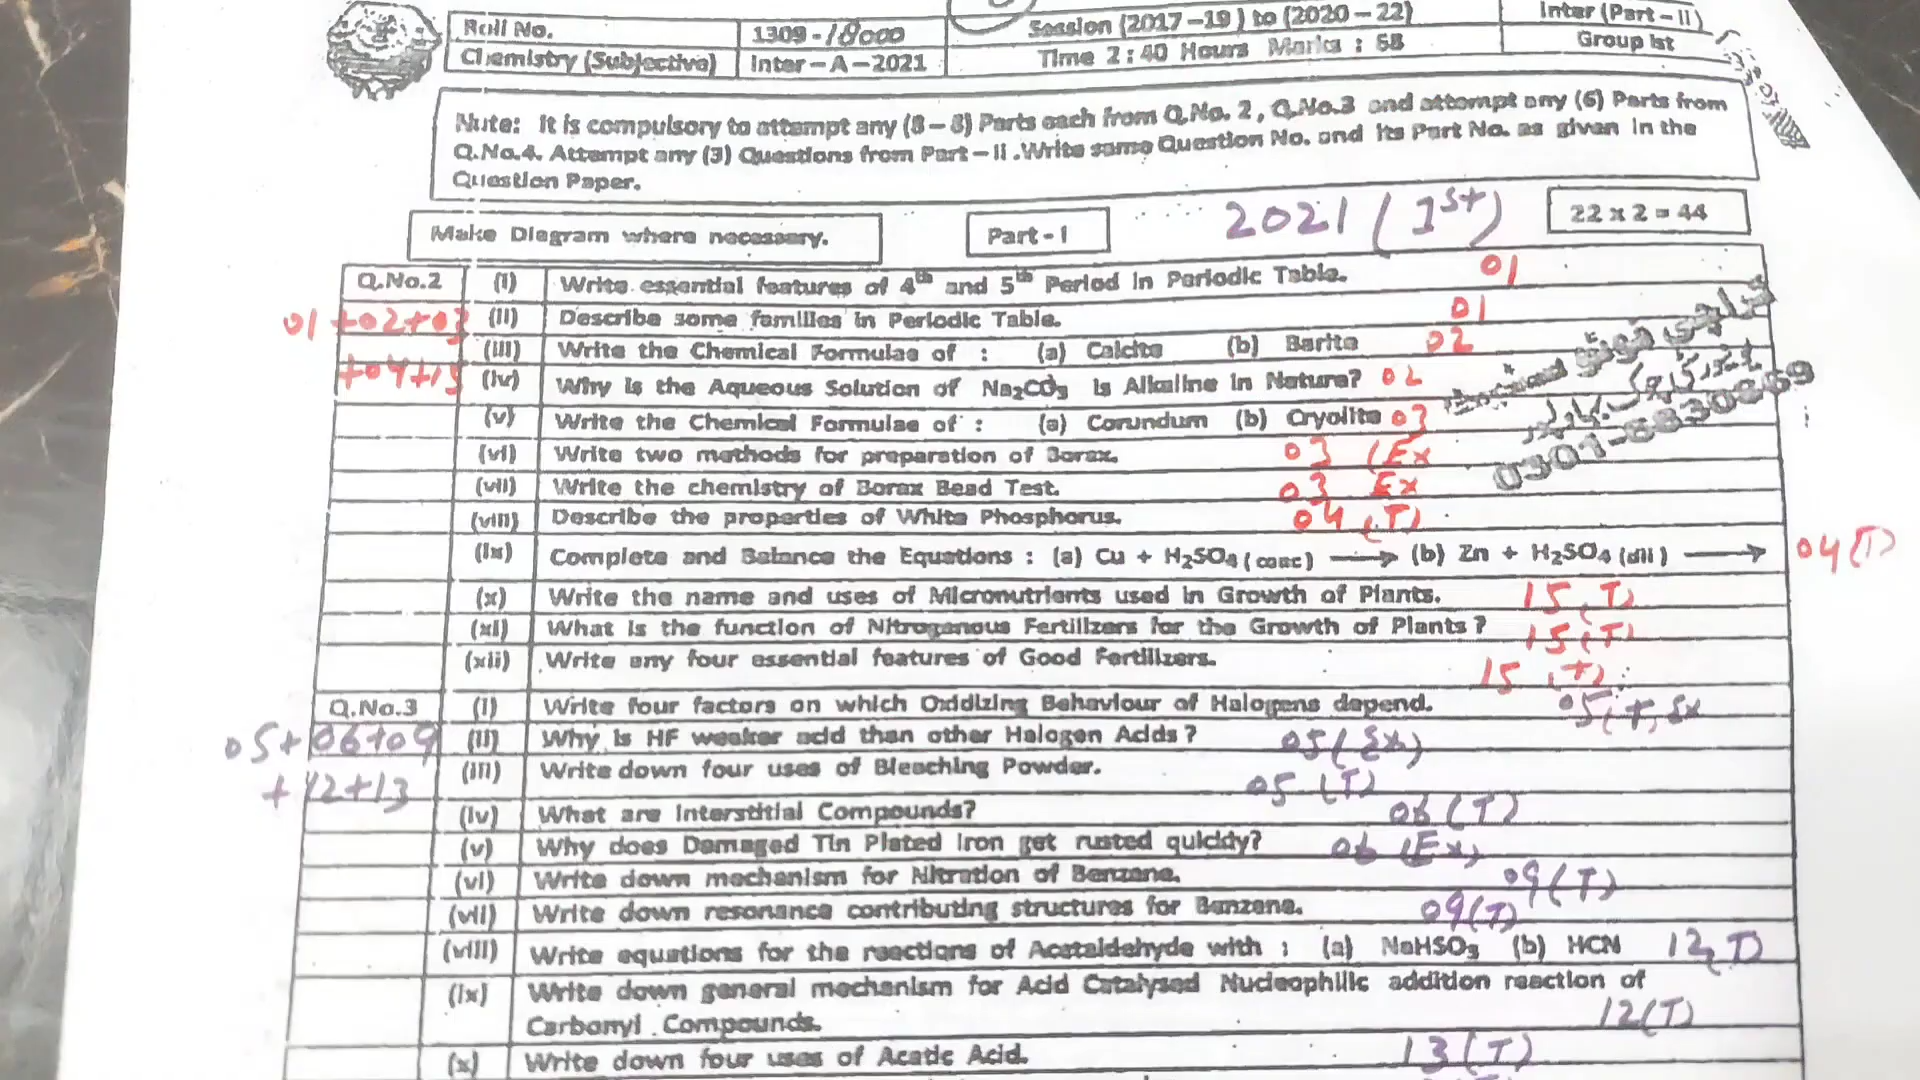 Roll No.
1309-18000
Session (2017-19) to (2020-22)
Inter (Part-II)
Chemistry (Subjective)
Inter-A-2021
Time 2:40 Hours Marks : 68
Group Ist
Note: It is compulsory to attempt any (8-8) Parts each from Q.No. 2, Q.No.3 and attempt any (6) Parts from
Q.No.4. Attempt any (3) Questions from Part-II. Write same Question No. and its Part No. as given in the
Question Paper.
Make Diagram where necessary.
Part-I
2021 (1st)
22 x 2 = 44
Q.No.2 (i) Write essential features of 4th and 5th Period in Periodic Table. 01
01+02+03 (ii) Describe some families in Periodic Table. 01
(iii) Write the Chemical Formulae of : (a) Calcite (b) Barite 02
+04+15 (iv) Why is the Aqueous Solution of Na₂CO₃ is Alkaline in Nature? 02
(v) Write the Chemical Formulae of : (a) Corundum (b) Cryolite 03
(vi) Write two methods for preparation of Borax. 03 (Ex
(vii) Write the chemistry of Borax Bead Test. 03 Ex
(viii) Describe the properties of White Phosphorus. 04 (T)
(ix) Complete and Balance the Equations : (a) Cu + H₂SO₄ (conc) ⟶ (b) Zn + H₂SO₄ (dil) ⟶ 04(T)
(x) Write the name and uses of Micronutrients used in Growth of Plants. 15(T)
(xi) What is the function of Nitrogenous Fertilizers for the Growth of Plants? 15(T)
(xii) Write any four essential features of Good Fertilizers. 15(T)
0301-6830869
Q.No.3 (i) Write four factors on which Oxidizing Behaviour of Halogens depend. 05(T, Ex
05+06+09 (ii) Why is HF weaker acid than other Halogen Acids? 05(Ex)
+12+13 (iii) Write down four uses of Bleaching Powder. 05(T)
(iv) What are Interstitial Compounds? 06(T)
(v) Why does Damaged Tin Plated Iron get rusted quickly? 06(Ex)
(vi) Write down mechanism for Nitration of Benzene. 09(T)
(vii) Write down resonance contributing structures for Benzene. 09(T)
(viii) Write equations for the reactions of Acetaldehyde with : (a) NaHSO₃ (b) HCN 12(T)
(ix) Write down general mechanism for Acid Catalysed Nucleophilic addition reaction of
Carbonyl Compounds. 12(T)
(x) Write down four uses of Acetic Acid. 13(T)